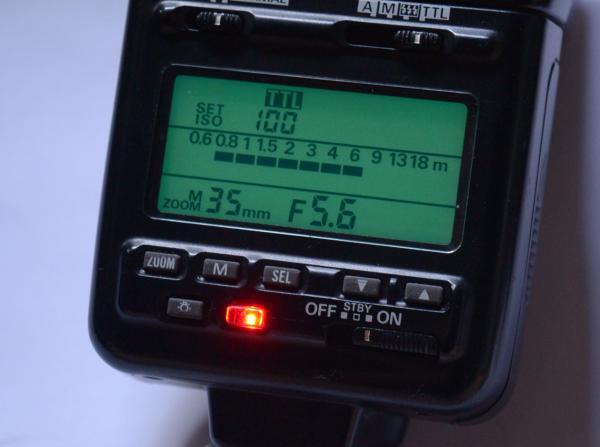 A M TTL
TTL
SET
ISO 100
0.6 0.8 1 1.5 2 3 4 6 9 13 18 m
M
ZOOM M 35mm F5.6
ZOOM M SEL ▼ ▲
OFF STBY ON